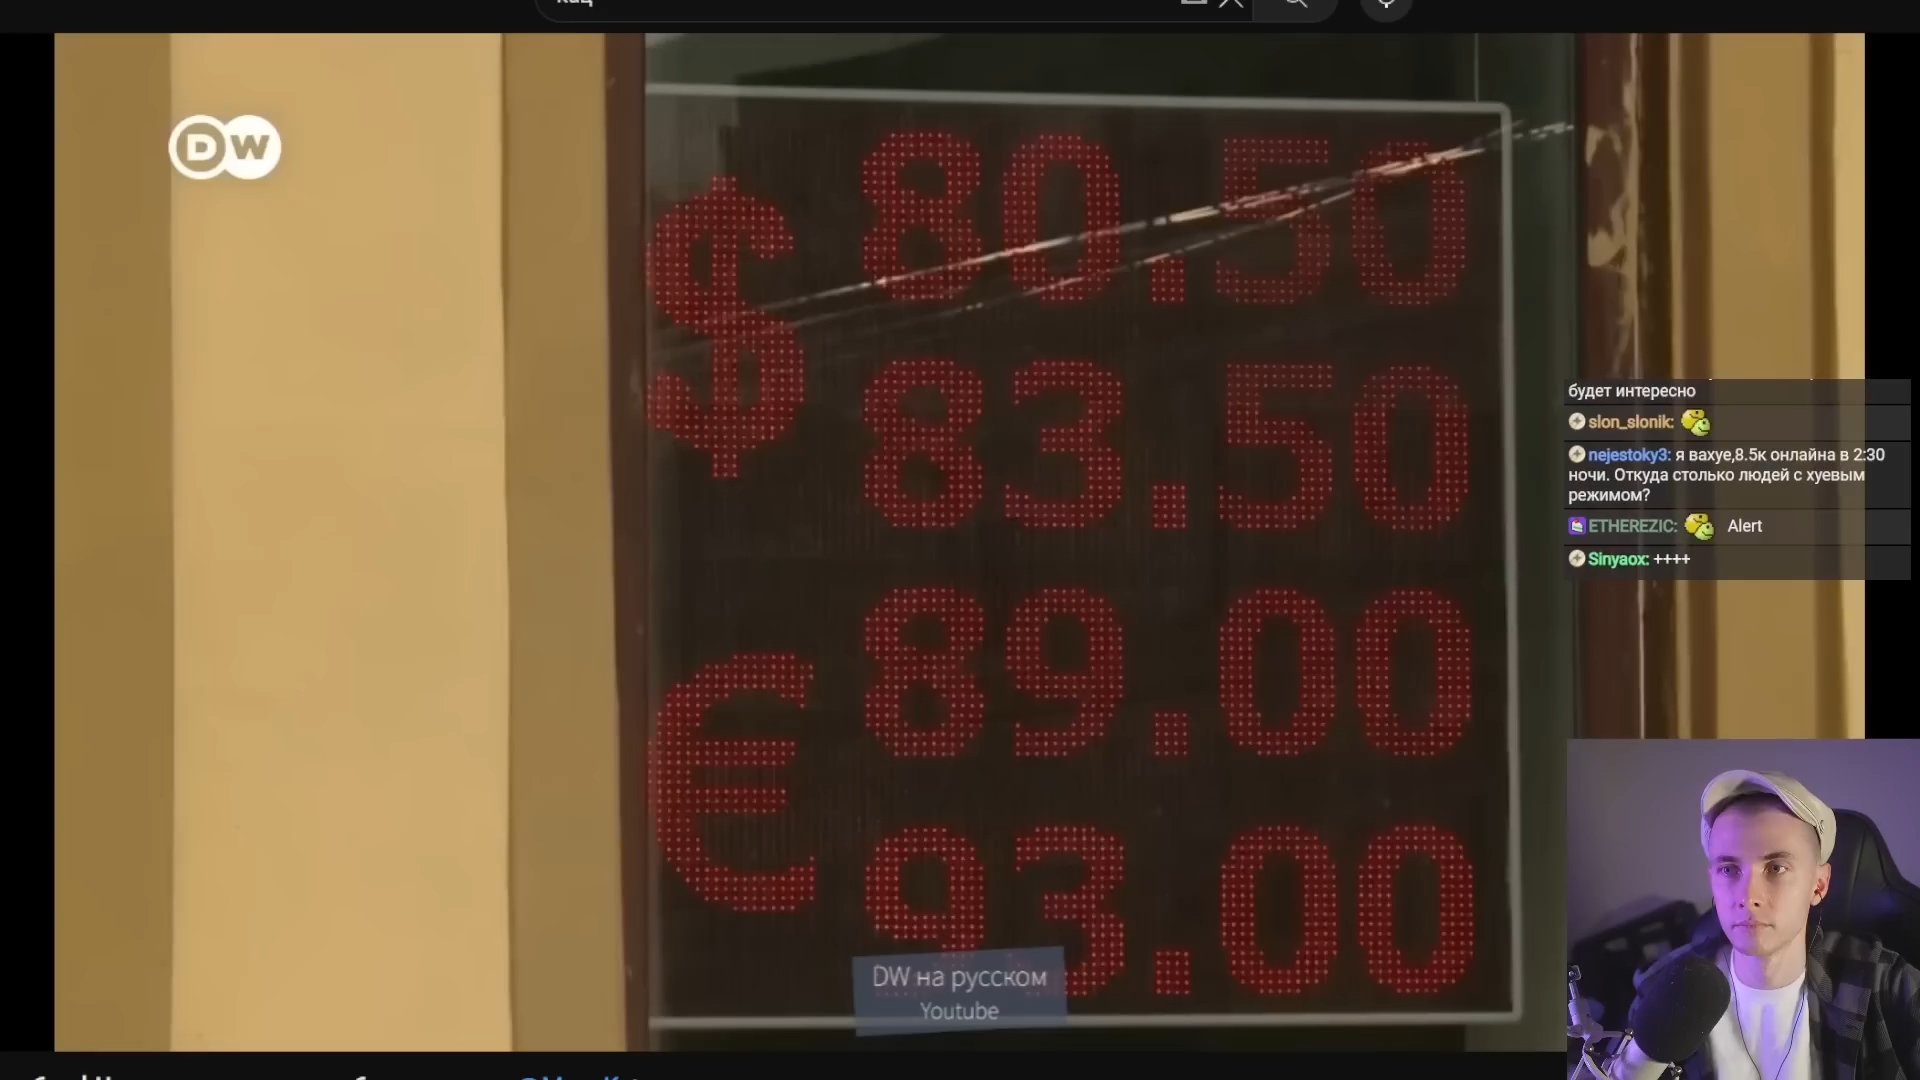 кац
DW
$ 80.50
83.50
€ 89.00
93.00
DW на русском
Youtube
будет интересно
slon_slonik:
nejestoky3: я вахуе,8.5к онлайна в 2:30
ночи. Откуда столько людей с хуевым
режимом?
ETHEREZIC: Alert
Sinyaox: ++++